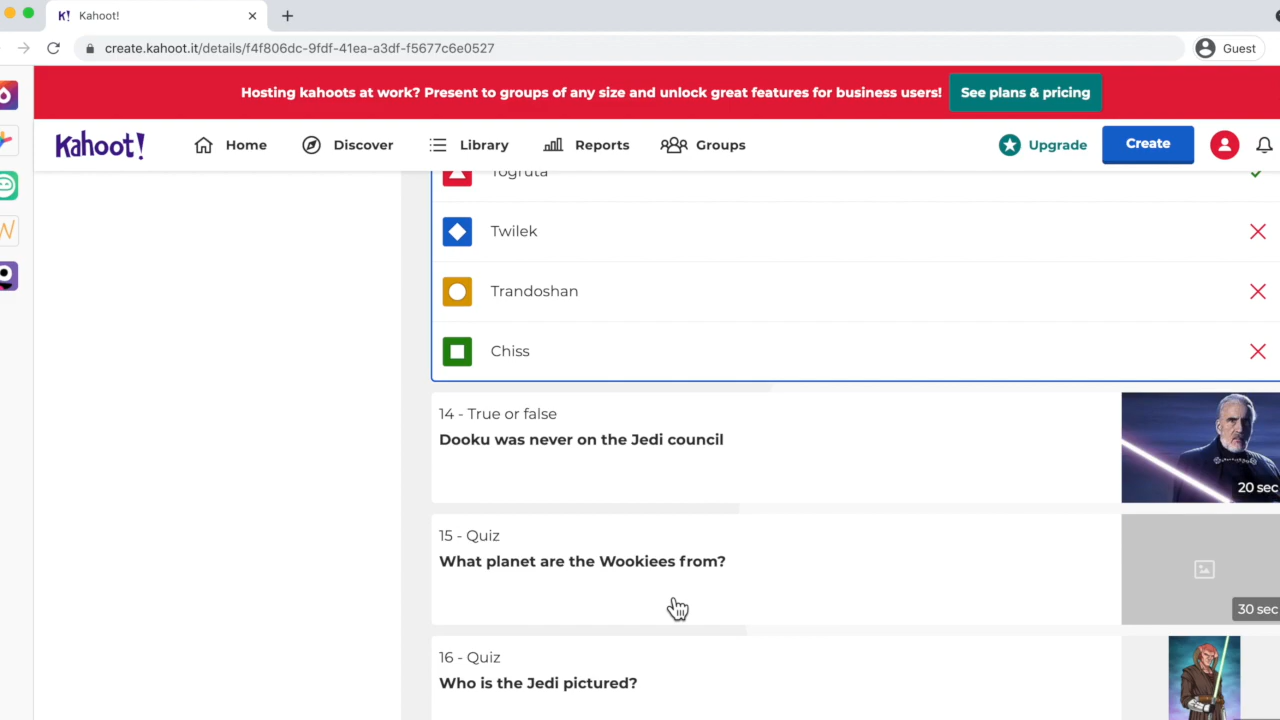 Kahoot!
create.kahoot.it/details/f4f806dc-9fdf-41ea-a3df-f5677c6e0527
Guest
Hosting kahoots at work? Present to groups of any size and unlock great features for business users!
See plans & pricing
Kahoot!
Home
Discover
Library
Reports
Groups
Upgrade
Create
Togruta
Twilek
Trandoshan
Chiss
14 - True or false
Dooku was never on the Jedi council
20 sec
15 - Quiz
What planet are the Wookiees from?
30 sec
16 - Quiz
Who is the Jedi pictured?